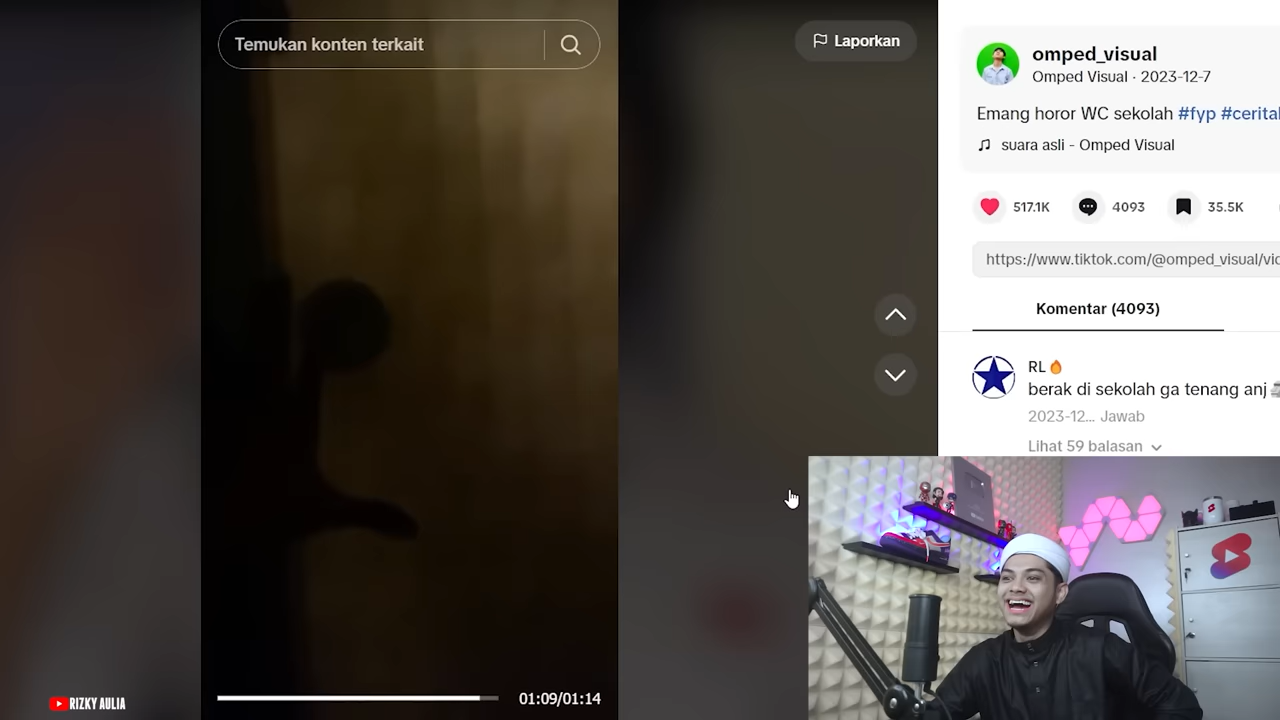 Temukan konten terkait
Laporkan
omped_visual
Omped Visual · 2023-12-7
Emang horor WC sekolah #fyp #cerita
suara asli - Omped Visual
517.1K
4093
35.5K
https://www.tiktok.com/@omped_visual/vi
Komentar (4093)
RL
berak di sekolah ga tenang anj
2023-12... Jawab
Lihat 59 balasan
01:09/01:14
RIZKY AULIA